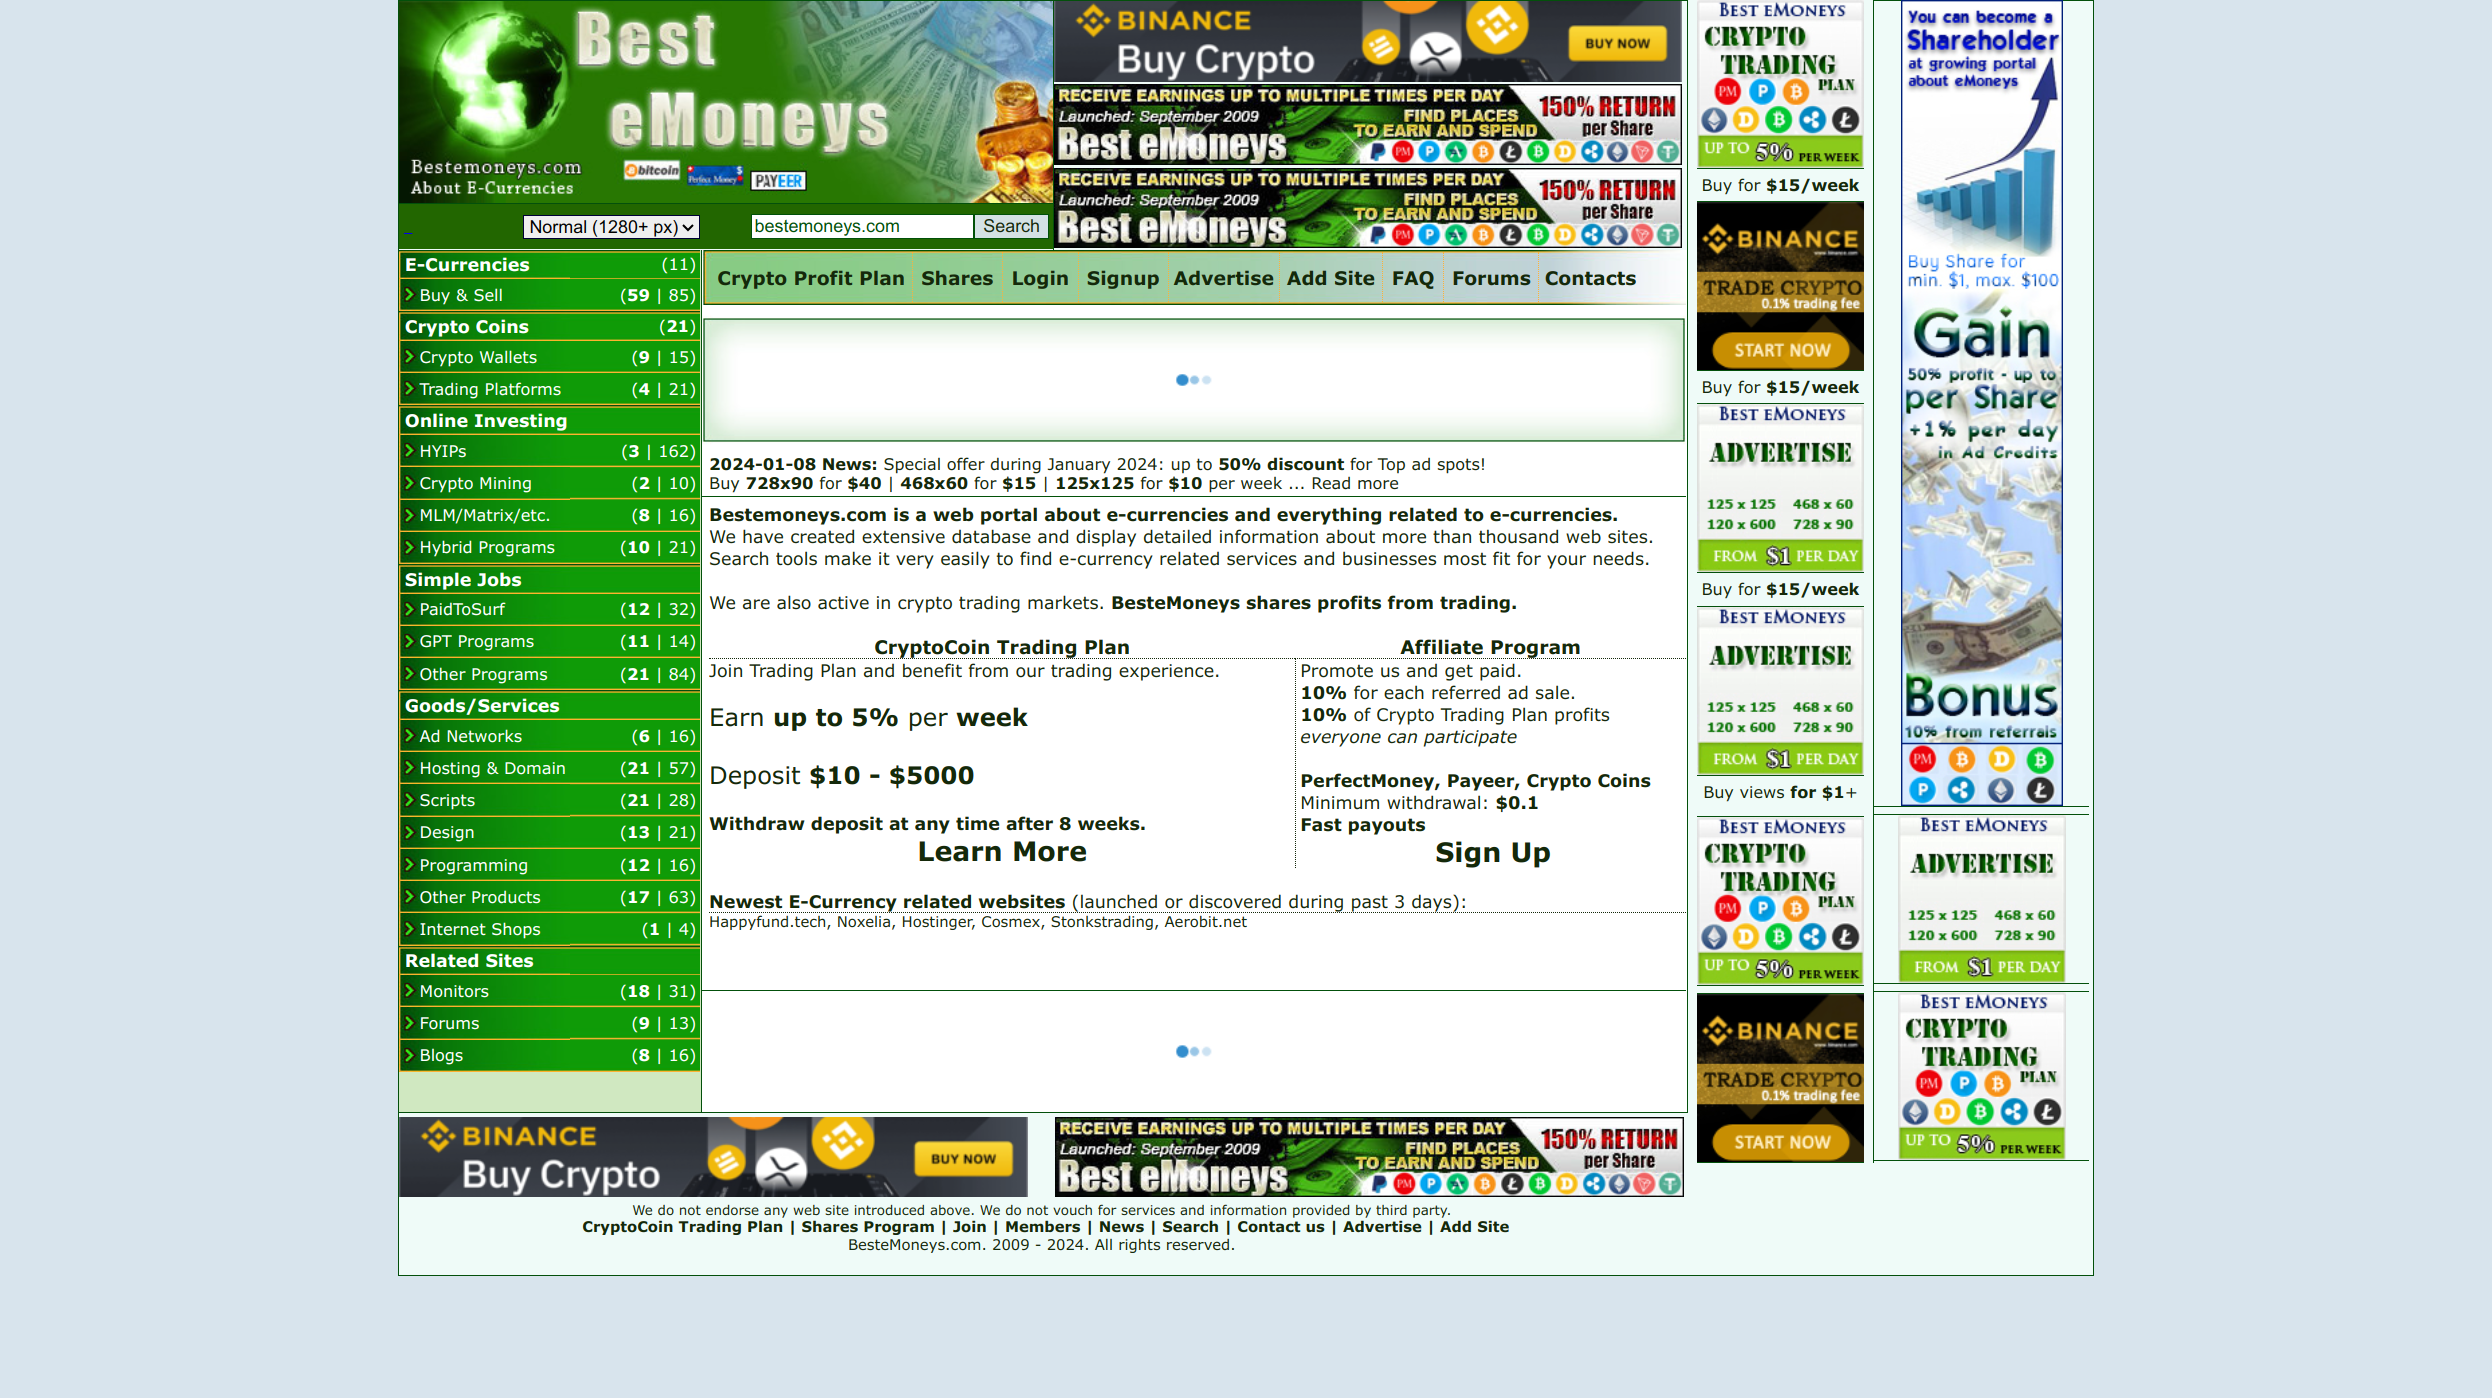 Best
eMoneys
Bestemoneys.com
About E-Currencies
bitcoin
Perfect Money
PAYEER
Normal (1280+ px)
bestemoneys.com
Search
BINANCE
Buy Crypto
BUY NOW
RECEIVE EARNINGS UP TO MULTIPLE TIMES PER DAY
Launched: September 2009
FIND PLACES
TO EARN AND SPEND
Best eMoneys
150% RETURN
per Share
RECEIVE EARNINGS UP TO MULTIPLE TIMES PER DAY
Launched: September 2009
FIND PLACES
TO EARN AND SPEND
Best eMoneys
150% RETURN
per Share
E-Currencies (11)
Buy & Sell (59 | 85)
Crypto Coins (21)
Crypto Wallets (9 | 15)
Trading Platforms (4 | 21)
Online Investing
HYIPs (3 | 162)
Crypto Mining (2 | 10)
MLM/Matrix/etc. (8 | 16)
Hybrid Programs (10 | 21)
Simple Jobs
PaidToSurf (12 | 32)
GPT Programs (11 | 14)
Other Programs (21 | 84)
Goods/Services
Ad Networks (6 | 16)
Hosting & Domain (21 | 57)
Scripts (21 | 28)
Design (13 | 21)
Programming (12 | 16)
Other Products (17 | 63)
Internet Shops (1 | 4)
Related Sites
Monitors (18 | 31)
Forums (9 | 13)
Blogs (8 | 16)
Crypto Profit Plan Shares Login Signup Advertise Add Site FAQ Forums Contacts
2024-01-08 News: Special offer during January 2024: up to 50% discount for Top ad spots!
Buy 728x90 for $40 | 468x60 for $15 | 125x125 for $10 per week ... Read more
Bestemoneys.com is a web portal about e-currencies and everything related to e-currencies.
We have created extensive database and display detailed information about more than thousand web sites.
Search tools make it very easily to find e-currency related services and businesses most fit for your needs.
We are also active in crypto trading markets. BesteMoneys shares profits from trading.
CryptoCoin Trading Plan
Join Trading Plan and benefit from our trading experience.
Earn up to 5% per week
Deposit $10 - $5000
Withdraw deposit at any time after 8 weeks.
Learn More
Affiliate Program
Promote us and get paid.
10% for each referred ad sale.
10% of Crypto Trading Plan profits
everyone can participate
PerfectMoney, Payeer, Crypto Coins
Minimum withdrawal: $0.1
Fast payouts
Sign Up
Newest E-Currency related websites (launched or discovered during past 3 days):
Happyfund.tech, Noxelia, Hostinger, Cosmex, Stonkstrading, Aerobit.net
BEST EMONEYS
CRYPTO
TRADING
PLAN
PM
UP TO 5% PER WEEK
Buy for $15/week
BINANCE
www.binance.com
TRADE CRYPTO
0.1% trading fee
START NOW
Buy for $15/week
BEST EMONEYS
ADVERTISE
125 x 125 468 x 60
120 x 600 728 x 90
FROM $1 PER DAY
Buy for $15/week
BEST EMONEYS
ADVERTISE
125 x 125 468 x 60
120 x 600 728 x 90
FROM $1 PER DAY
Buy views for $1+
BEST EMONEYS
CRYPTO
TRADING
PLAN
PM
UP TO 5% PER WEEK
BINANCE
www.binance.com
TRADE CRYPTO
0.1% trading fee
START NOW
You can become a
Shareholder
at growing portal
about eMoneys
Buy Share for
min. $1, max. $100
Gain
50% profit - up to
per Share
+1% per day
in Ad Credits
Bonus
10% from referrals
PM
BEST EMONEYS
ADVERTISE
125 x 125 468 x 60
120 x 600 728 x 90
FROM $1 PER DAY
BEST EMONEYS
CRYPTO
TRADING
PLAN
PM
UP TO 5% PER WEEK
BINANCE
Buy Crypto
BUY NOW
RECEIVE EARNINGS UP TO MULTIPLE TIMES PER DAY
Launched: September 2009
FIND PLACES
TO EARN AND SPEND
Best eMoneys
150% RETURN
per Share
We do not endorse any web site introduced above. We do not vouch for services and information provided by third party.
CryptoCoin Trading Plan | Shares Program | Join | Members | News | Search | Contact us | Advertise | Add Site
BesteMoneys.com. 2009 - 2024. All rights reserved.